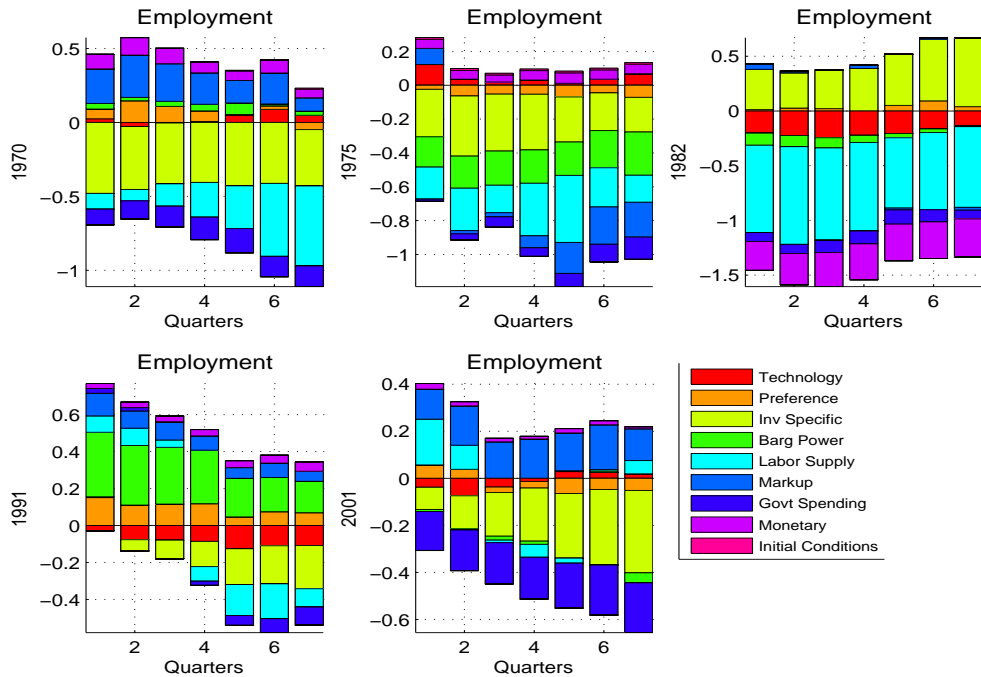 Employment
0.5
0
−0.5
−1
1970
2 4 6
Quarters
Employment
0.2
0
−0.2
−0.4
−0.6
−0.8
−1
1975
2 4 6
Quarters
Employment
0.5
0
−0.5
−1
−1.5
1982
2 4 6
Quarters
Employment
0.6
0.4
0.2
0
−0.2
−0.4
1991
2 4 6
Quarters
Employment
0.4
0.2
0
−0.2
−0.4
−0.6
2001
2 4 6
Quarters
Technology
Preference
Inv Specific
Barg Power
Labor Supply
Markup
Govt Spending
Monetary
Initial Conditions